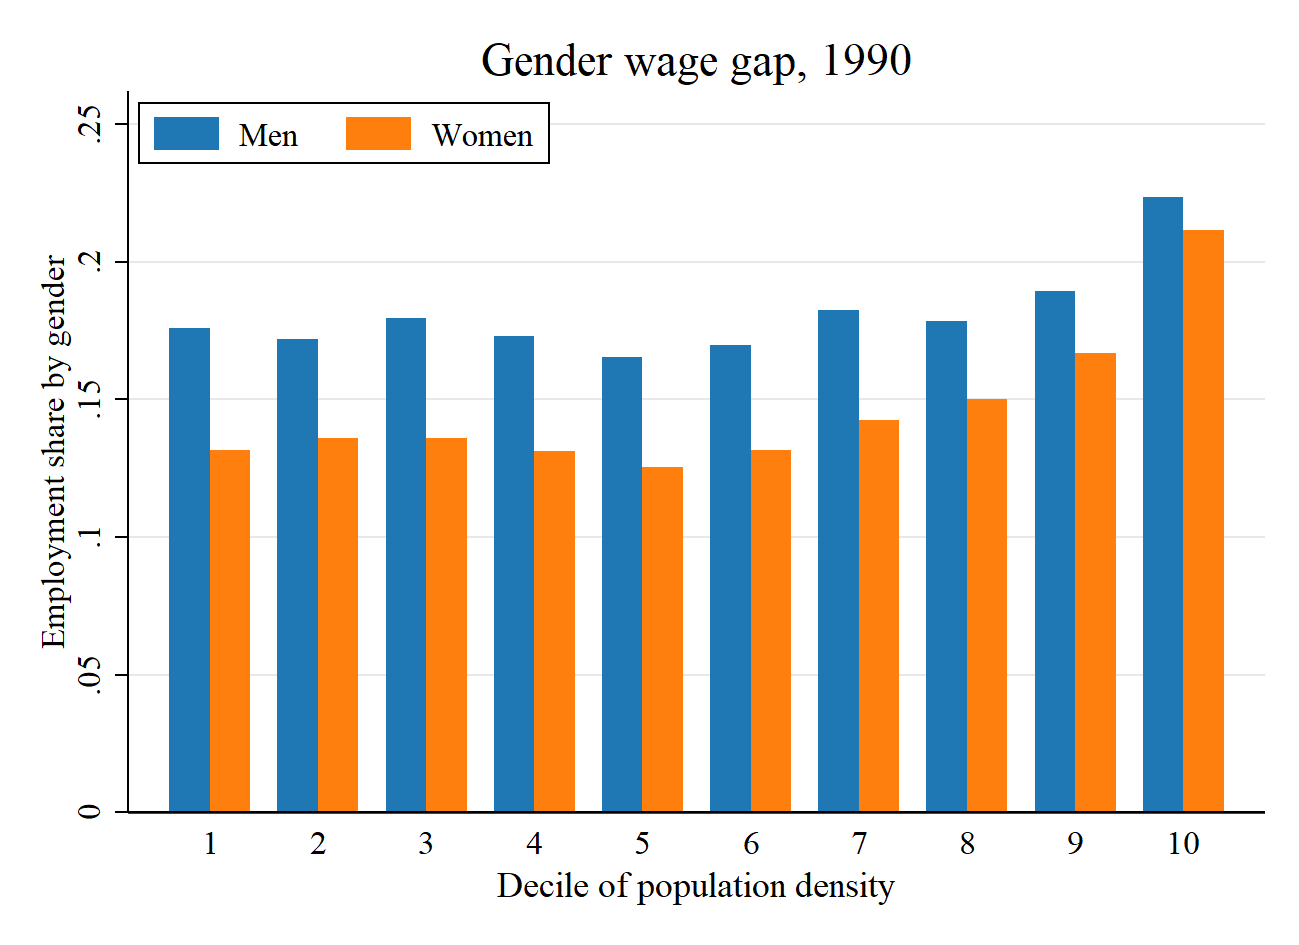 Gender wage gap, 1990
Men Women
Employment share by gender
.25
.2
.15
.1
.05
0
1 2 3 4 5 6 7 8 9 10
Decile of population density